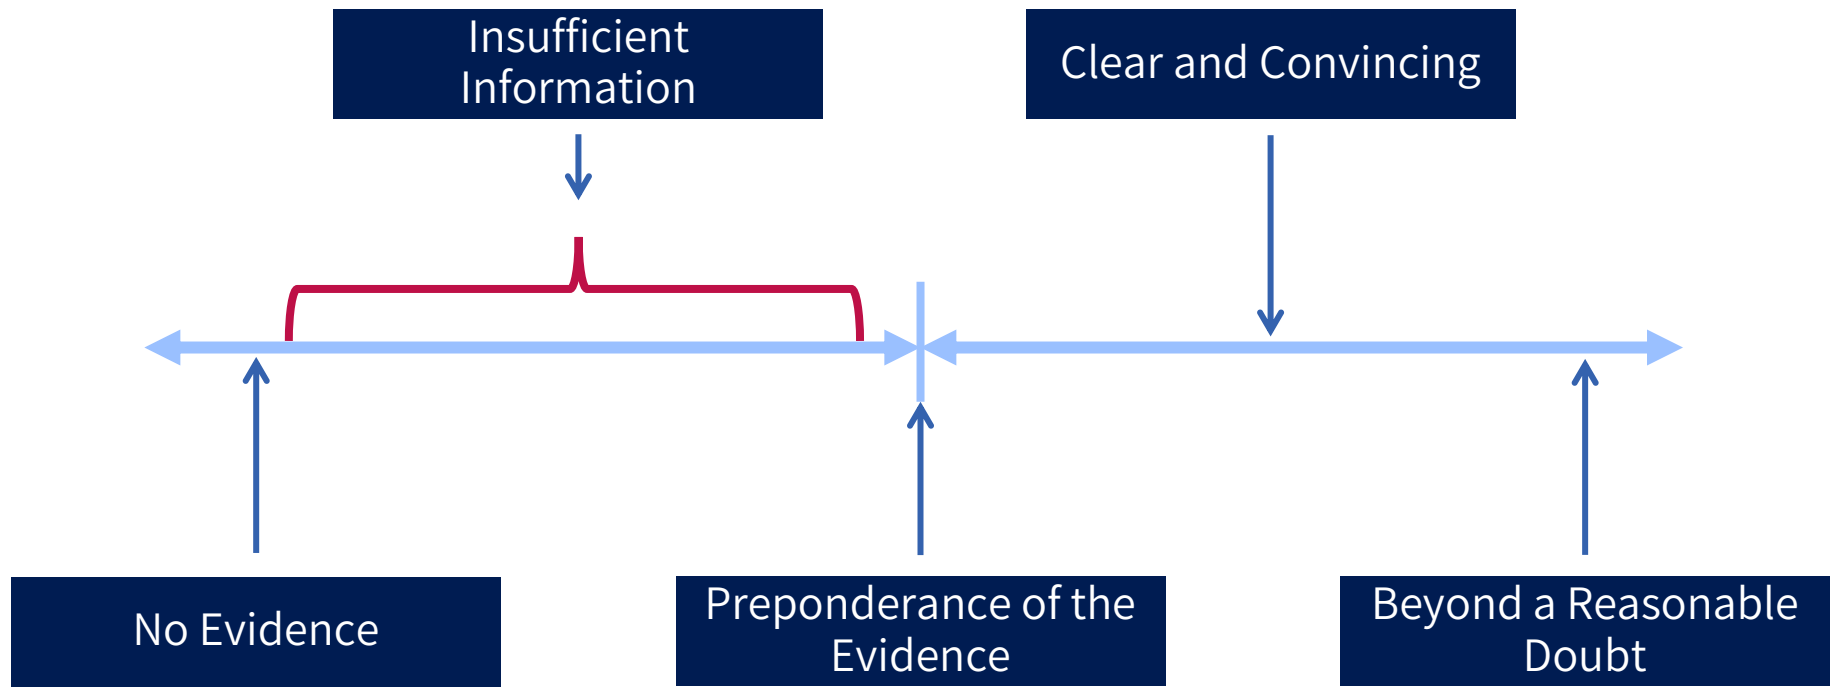 Insufficient
Information
Clear and Convincing
No Evidence
Preponderance of the
Evidence
Beyond a Reasonable
Doubt